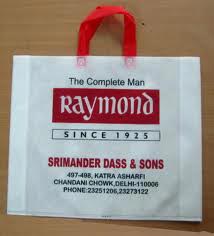 The Complete Man
Raymond
SINCE 1925
SRIMANDER DASS & SONS
497-498, KATRA ASHARFI
CHANDANI CHOWK,DELHI-110006
PHONE:23251206,23273122